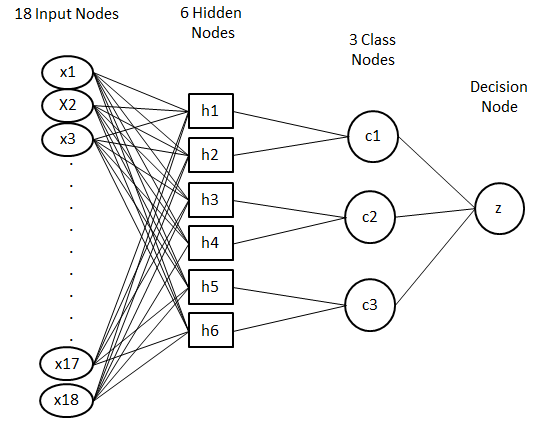 18 Input Nodes
6 Hidden
Nodes
3 Class
Nodes
Decision
Node
x1
X2
x3
x17
x18
h1
h2
h3
h4
h5
h6
c1
c2
c3
z